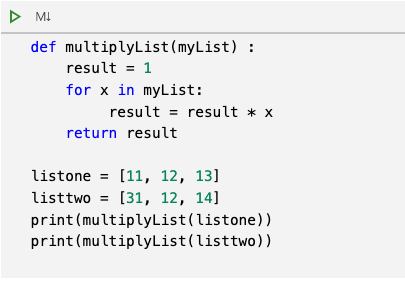 M↓
def multiplyList(myList) :
    result = 1
    for x in myList:
         result = result * x
    return result

listone = [11, 12, 13]
listtwo = [31, 12, 14]
print(multiplyList(listone))
print(multiplyList(listtwo))